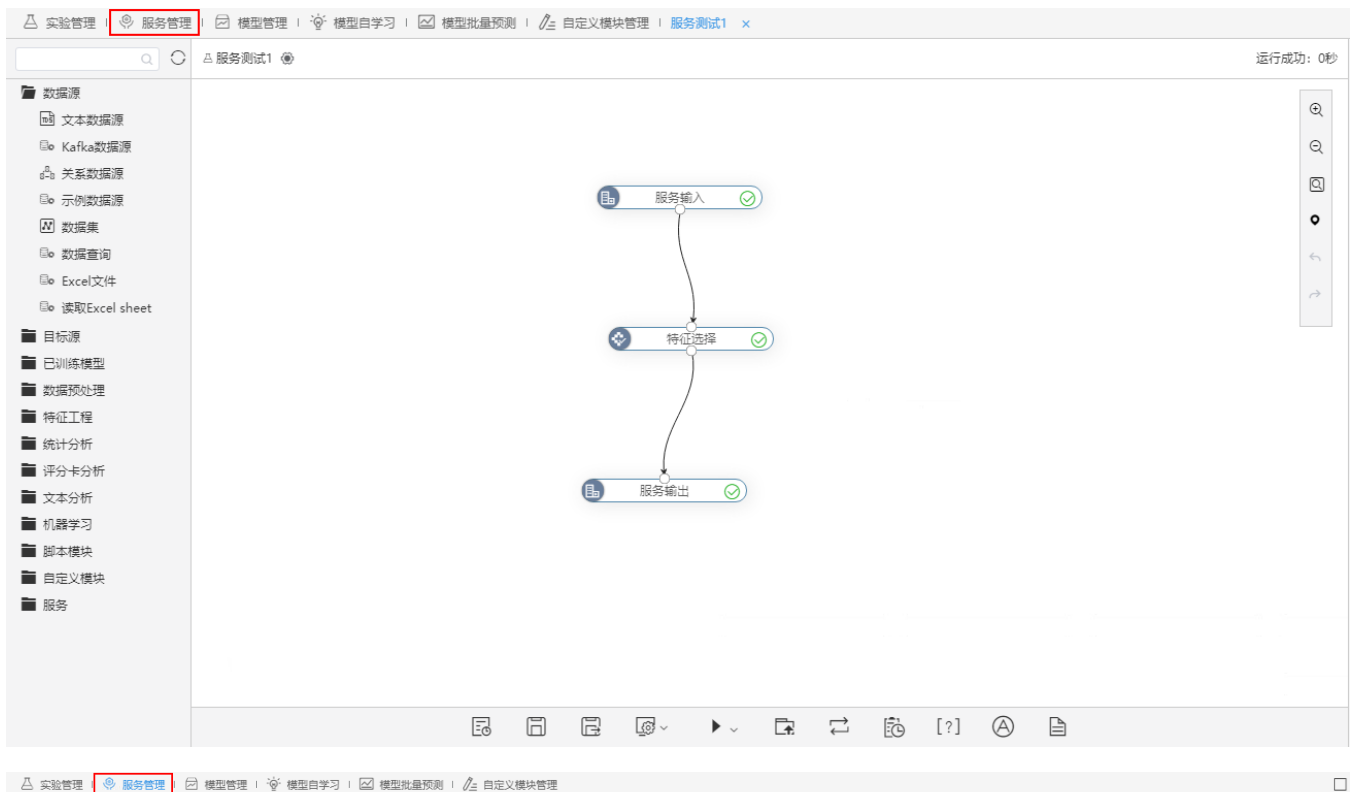 实验管理 服务管理 模型管理 模型自学习 模型批量预测 自定义模块管理 服务测试1 ×
服务测试1 运行成功：0秒
数据源
文本数据源
Kafka数据源
关系数据源
示例数据源
数据集
数据查询
Excel文件
读取Excel sheet
目标源
已训练模型
数据预处理
特征工程
统计分析
评分卡分析
文本分析
机器学习
脚本模块
自定义模块
服务
服务输入
特征选择
服务输出
[?]
实验管理 服务管理 模型管理 模型自学习 模型批量预测 自定义模块管理